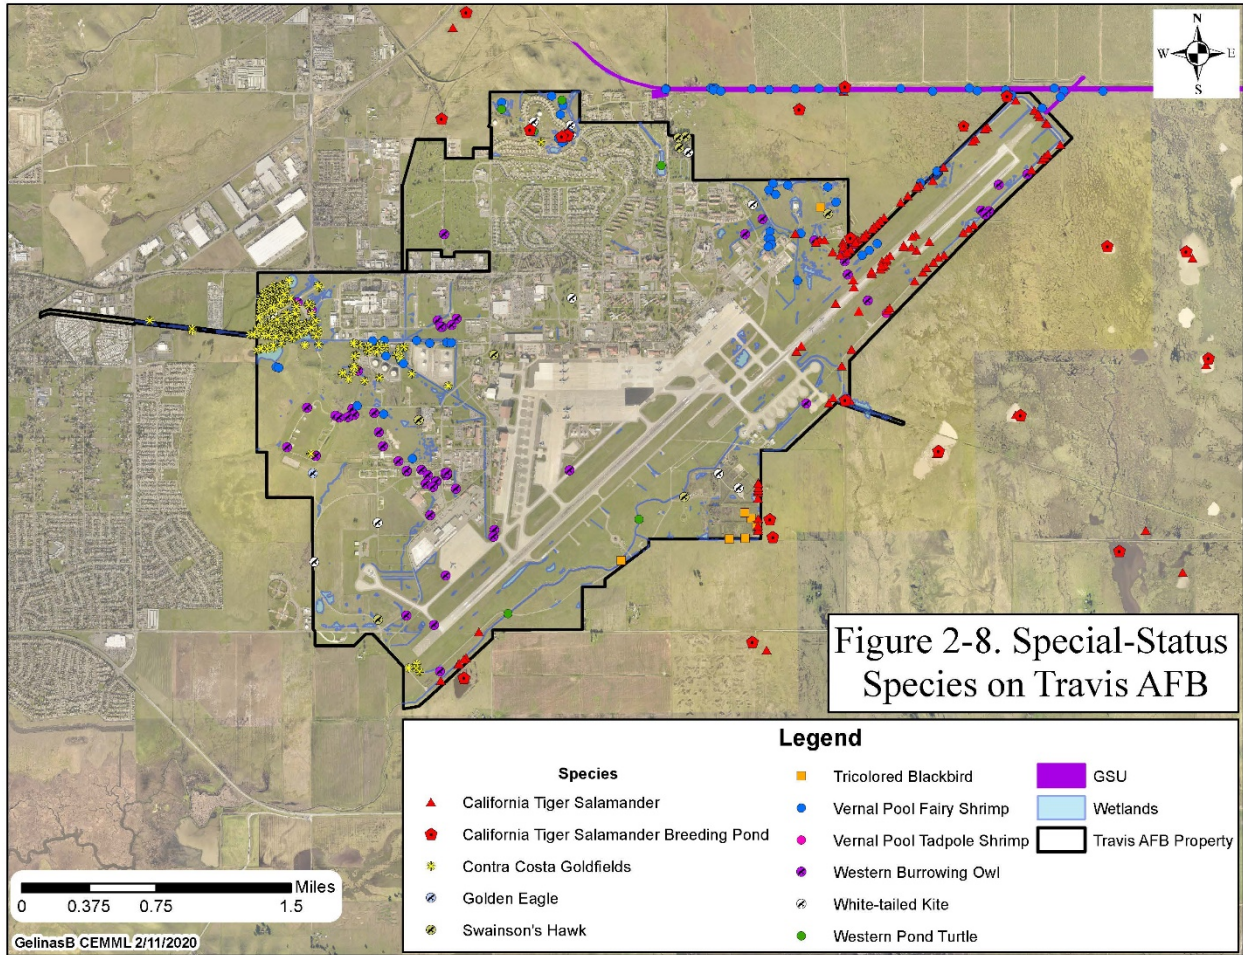 N
W E
S
Figure 2-8. Special-Status
Species on Travis AFB
Legend
Species
California Tiger Salamander
California Tiger Salamander Breeding Pond
Contra Costa Goldfields
Golden Eagle
Swainson's Hawk
Tricolored Blackbird
Vernal Pool Fairy Shrimp
Vernal Pool Tadpole Shrimp
Western Burrowing Owl
White-tailed Kite
Western Pond Turtle
GSU
Wetlands
Travis AFB Property
Miles
0 0.375 0.75 1.5
GelinasB CEMML 2/11/2020